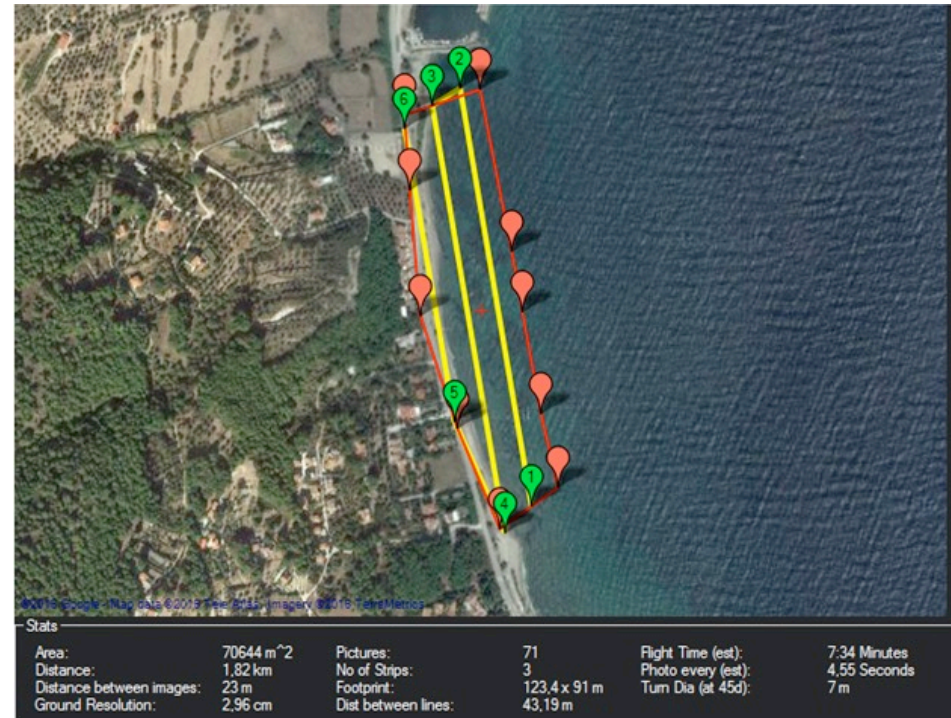 2
3
6
5
1
4
©2018 Google - Map data ©2018 Tele Atlas, Imagery ©2018 TerraMetrics
Stats
Area: 70644 m^2 Pictures: 71 Flight Time (est): 7:34 Minutes
Distance: 1,82 km No of Strips: 3 Photo every (est): 4,55 Seconds
Distance between images: 23 m Footprint: 123,4 x 91 m Turn Dia (at 45d): 7 m
Ground Resolution: 2,96 cm Dist between lines: 43,19 m